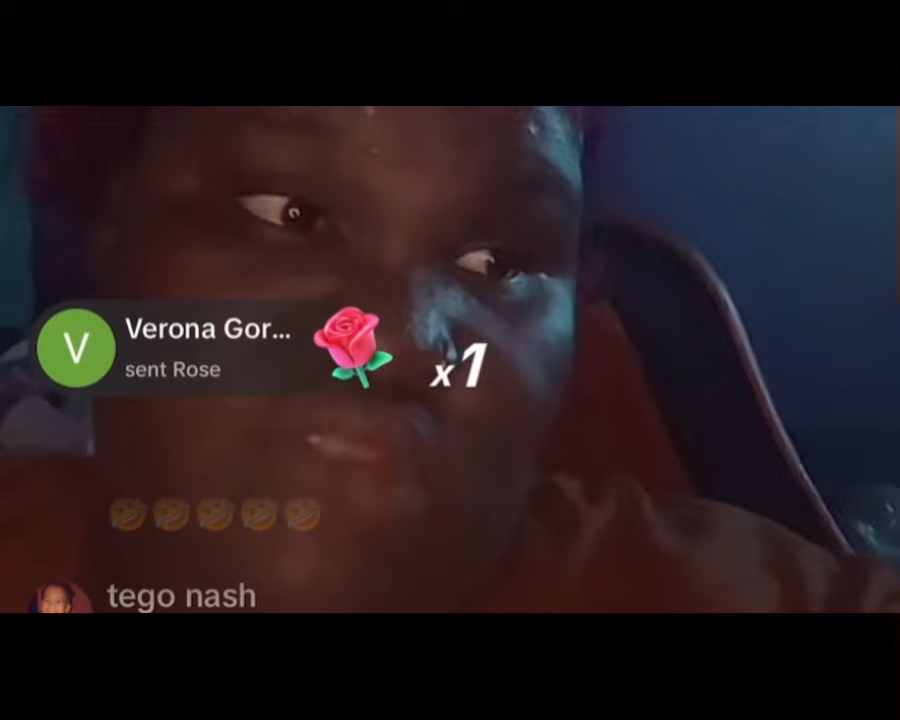 V
Verona Gor...
sent Rose
x1
🤣🤣🤣🤣🤣
tego nash